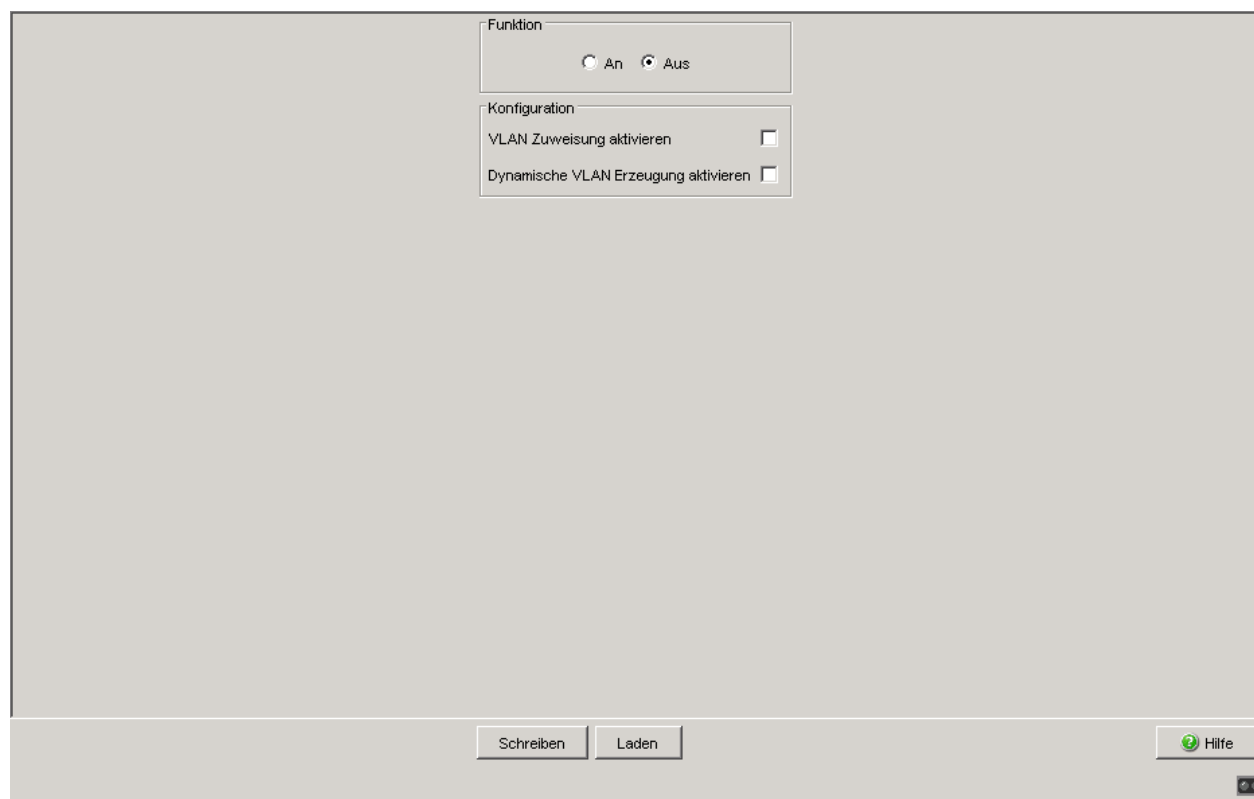 Funktion
An Aus
Konfiguration
VLAN Zuweisung aktivieren
Dynamische VLAN Erzeugung aktivieren
Schreiben Laden Hilfe